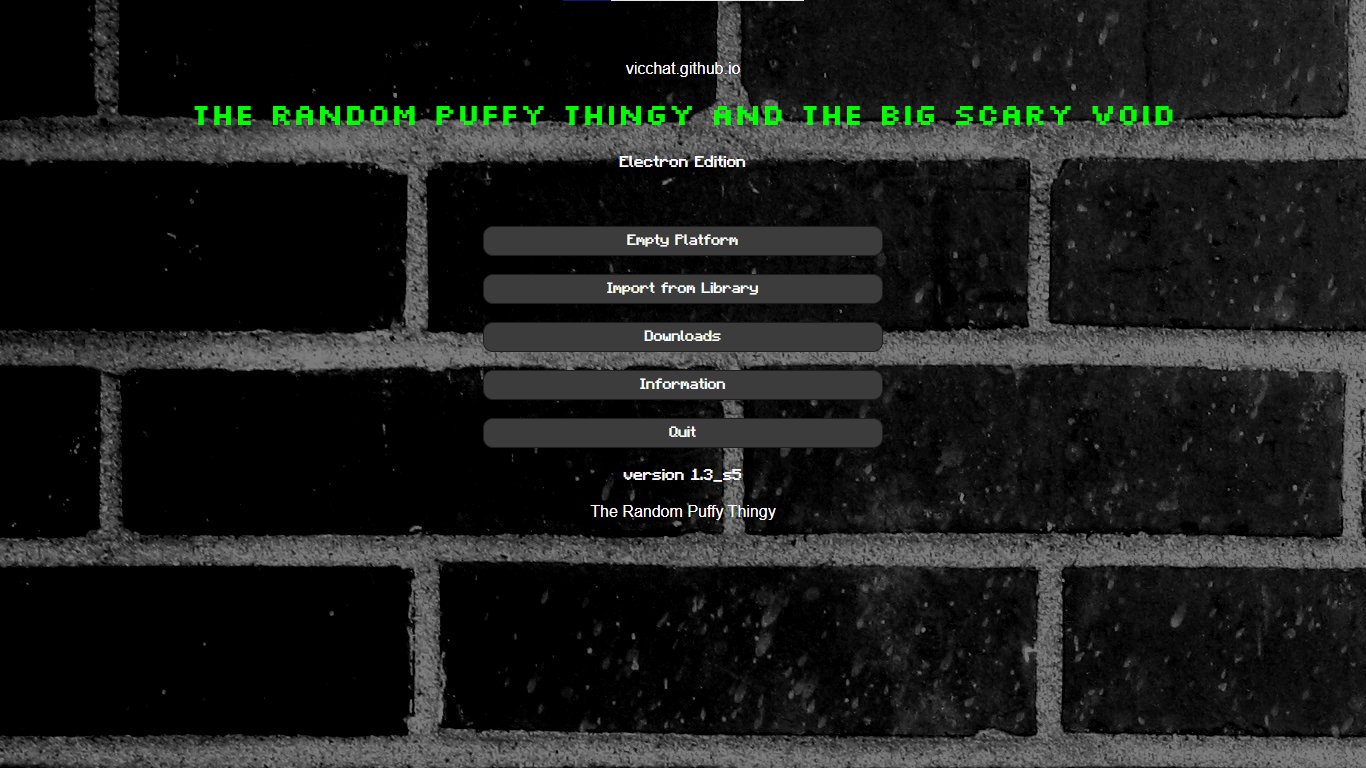 vicchat.github.io
THE RANDOM PUFFY THINGY AND THE BIG SCARY VOID
Electron Edition
Empty Platform
Import from Library
Downloads
Information
Quit
version 1.3_s5
The Random Puffy Thingy